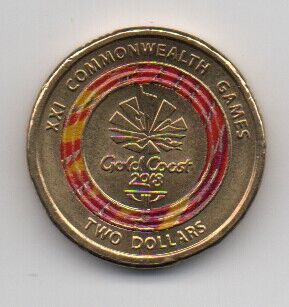 XXI COMMONWEALTH GAMES
Gold Coast
2018
TWO DOLLARS